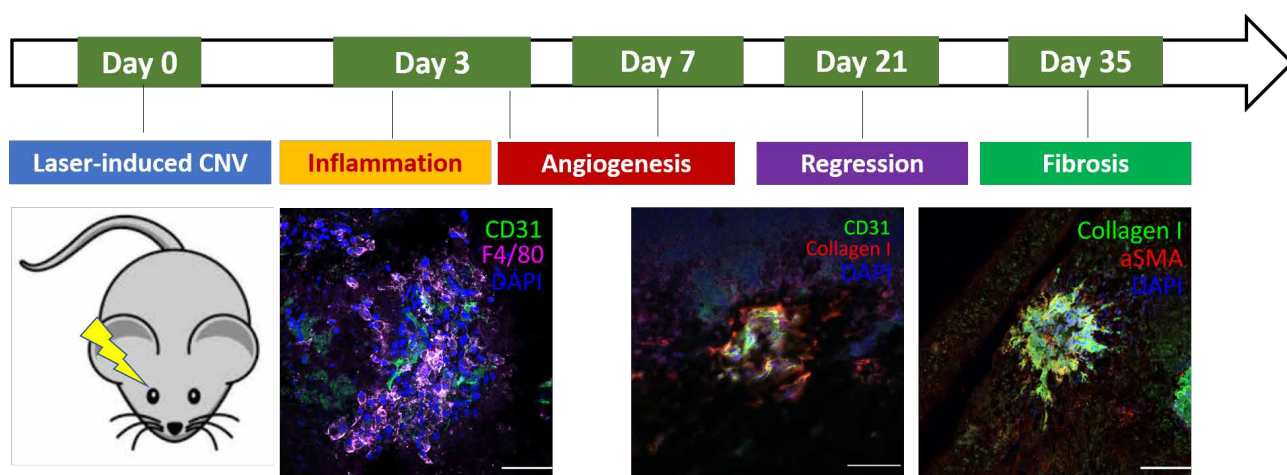 Day 0
Day 3
Day 7
Day 21
Day 35
Laser-induced CNV
Inflammation
Angiogenesis
Regression
Fibrosis
CD31
F4/80
DAPI
CD31
Collagen I
DAPI
Collagen I
aSMA
DAPI